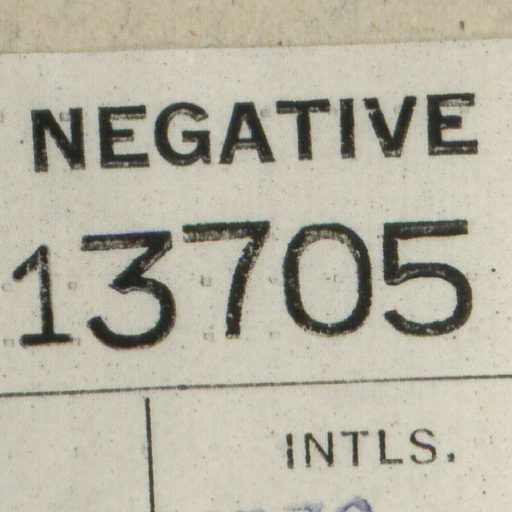 NEGATIVE
13705
INTLS.